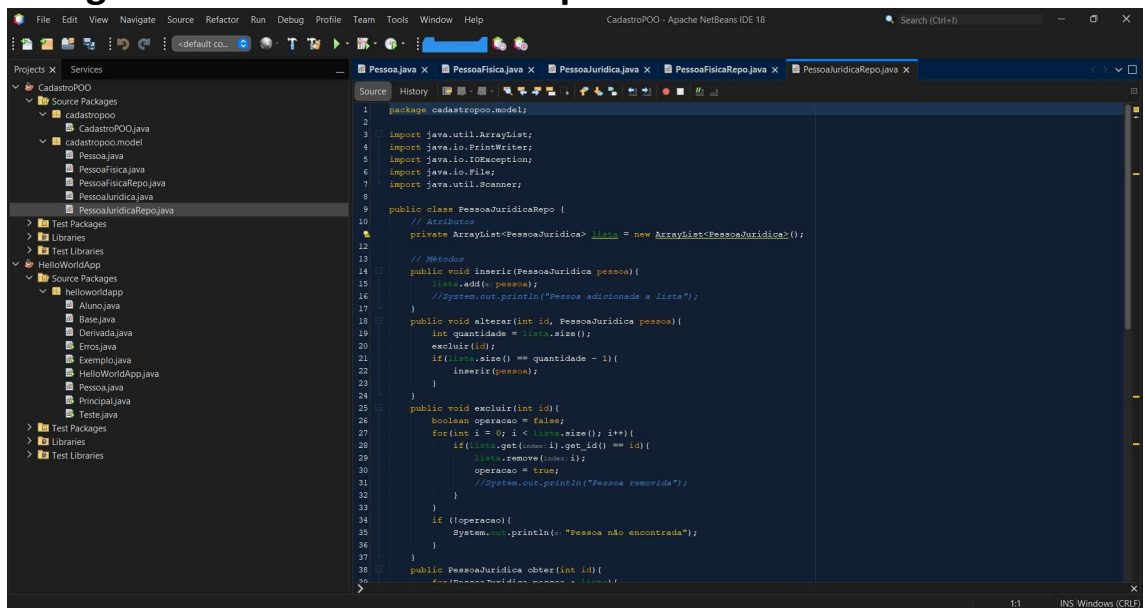 File Edit View Navigate Source Refactor Run Debug Profile Team Tools Window Help
CadastroPOO - Apache NetBeans IDE 18
Search (Ctrl+I)
<default co...
Projects
Services
CadastroPOO
Source Packages
cadastropoo
CadastroPOO.java
cadastropoo.model
Pessoa.java
PessoaFisica.java
PessoaFisicaRepo.java
PessoaJuridica.java
PessoaJuridicaRepo.java
Test Packages
Libraries
Test Libraries
HelloWorldApp
Source Packages
helloworldapp
Aluno.java
Base.java
Derivada.java
Erros.java
Exemplo.java
HelloWorldApp.java
Pessoa.java
Principal.java
Teste.java
Test Packages
Libraries
Test Libraries
Pessoa.java PessoaFisica.java PessoaJuridica.java PessoaFisicaRepo.java PessoaJuridicaRepo.java
Source History
1 package cadastropoo.model;
2
3 import java.util.ArrayList;
4 import java.io.PrintWriter;
5 import java.io.IOException;
6 import java.io.File;
7 import java.util.Scanner;
8
9 public class PessoaJuridicaRepo {
10 // Atributos
private ArrayList<PessoaJuridica> lista = new ArrayList<PessoaJuridica>();
12
13 // Métodos
14 public void inserir(PessoaJuridica pessoa){
15 lista.add(e: pessoa);
16 //System.out.println("Pessoa adicionada a lista");
17 }
18 public void alterar(int id, PessoaJuridica pessoa){
19 int quantidade = lista.size();
20 excluir(id);
21 if(lista.size() == quantidade - 1){
22 inserir(pessoa);
23 }
24 }
25 public void excluir(int id){
26 boolean operacao = false;
27 for(int i = 0; i < lista.size(); i++){
28 if(lista.get(index: i).get_id() == id){
29 lista.remove(index: i);
30 operacao = true;
31 //System.out.println("Pessoa removida");
32 }
33 }
34 if (!operacao){
35 System.out.println(x: "Pessoa não encontrada");
36 }
37 }
38 public PessoaJuridica obter(int id){
1:1 INS Windows (CRLF)